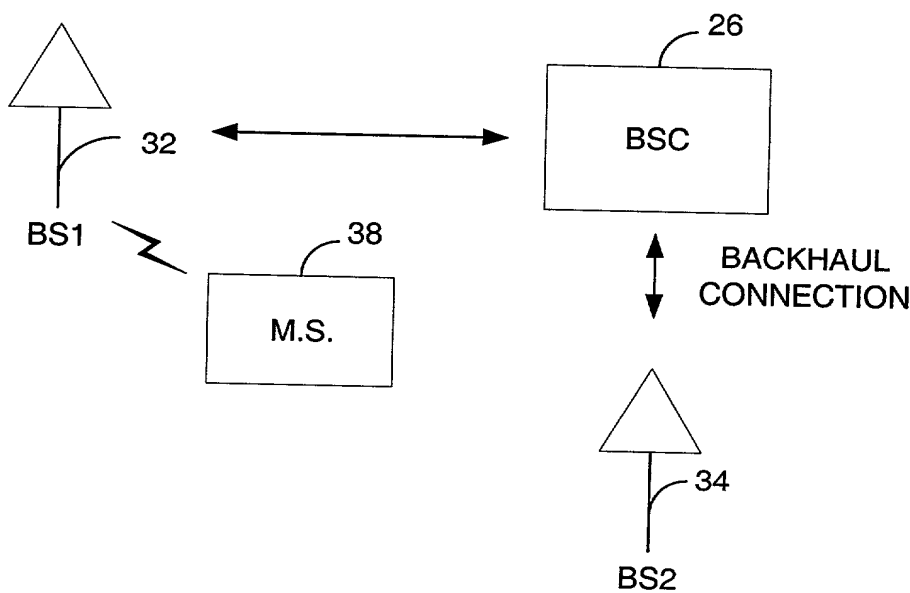 26
BSC
32
BS1
38
M.S.
BACKHAUL
CONNECTION
34
BS2